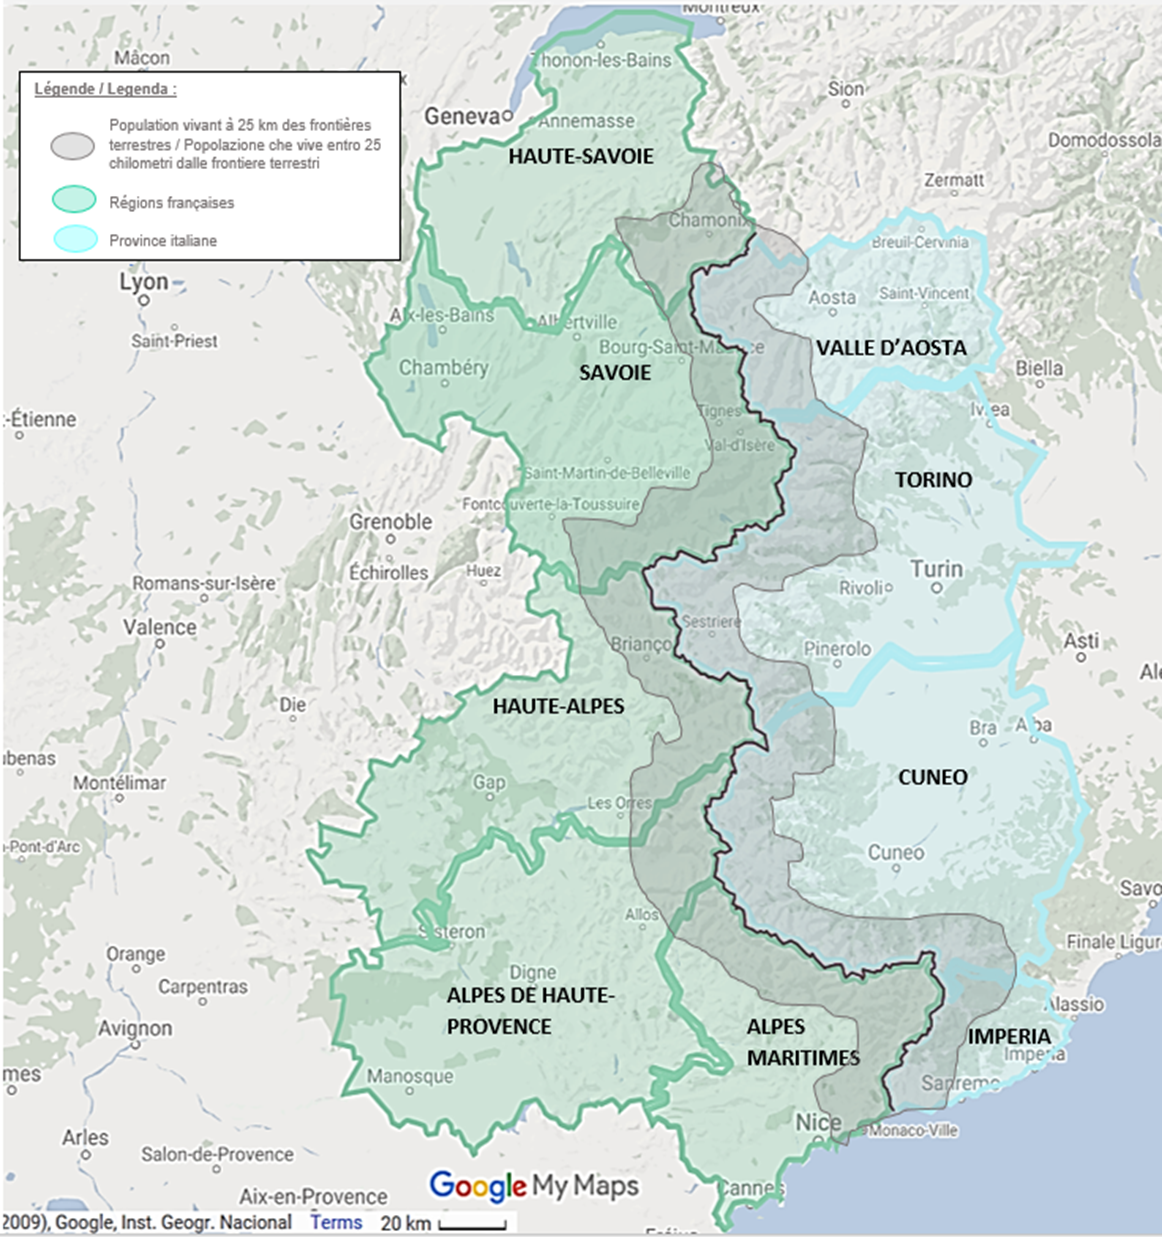 Montreux
Mâcon
Thonon-les-Bains
Légende / Legenda :
Population vivant à 25 km des frontières
terrestres / Popolazione che vive entro 25
chilometri dalle frontiere terrestri
Régions françaises
Province italiane
Sion
Geneva
Annemasse
Domodossola
HAUTE-SAVOIE
Zermatt
Chamonix
Breuil-Cervinia
Lyon
Aosta
Saint-Vincent
Aix-les-Bains
Albertville
Saint-Priest
Bourg-Saint-Maurice
VALLE D'AOSTA
Chambéry
SAVOIE
Biella
t-Étienne
Tignes
Ivrea
Val-d'Isère
Saint-Martin-de-Belleville
TORINO
Fontcouverte-la-Toussuire
Grenoble
Échirolles
Huez
Turin
Romans-sur-Isère
Rivoli
Valence
Sestriere
Briançon
Pinerolo
Asti
Ale
Die
HAUTE-ALPES
Bra
Alba
ubenas
Montélimar
Gap
CUNEO
Les Orres
-Pont-d'Arc
Cuneo
Savo
Allos
Sisteron
Finale Ligur
Orange
Digne
Carpentras
ALPES DE HAUTE-
PROVENCE
Alassio
Avignon
ALPES
MARITIMES
IMPERIA
Imperia
mes
Manosque
Sanremo
Nice
Monaco-Ville
Arles
Salon-de-Provence
Google My Maps
Cannes
Aix-en-Provence
2009), Google, Inst. Geogr. Nacional Terms 20 km